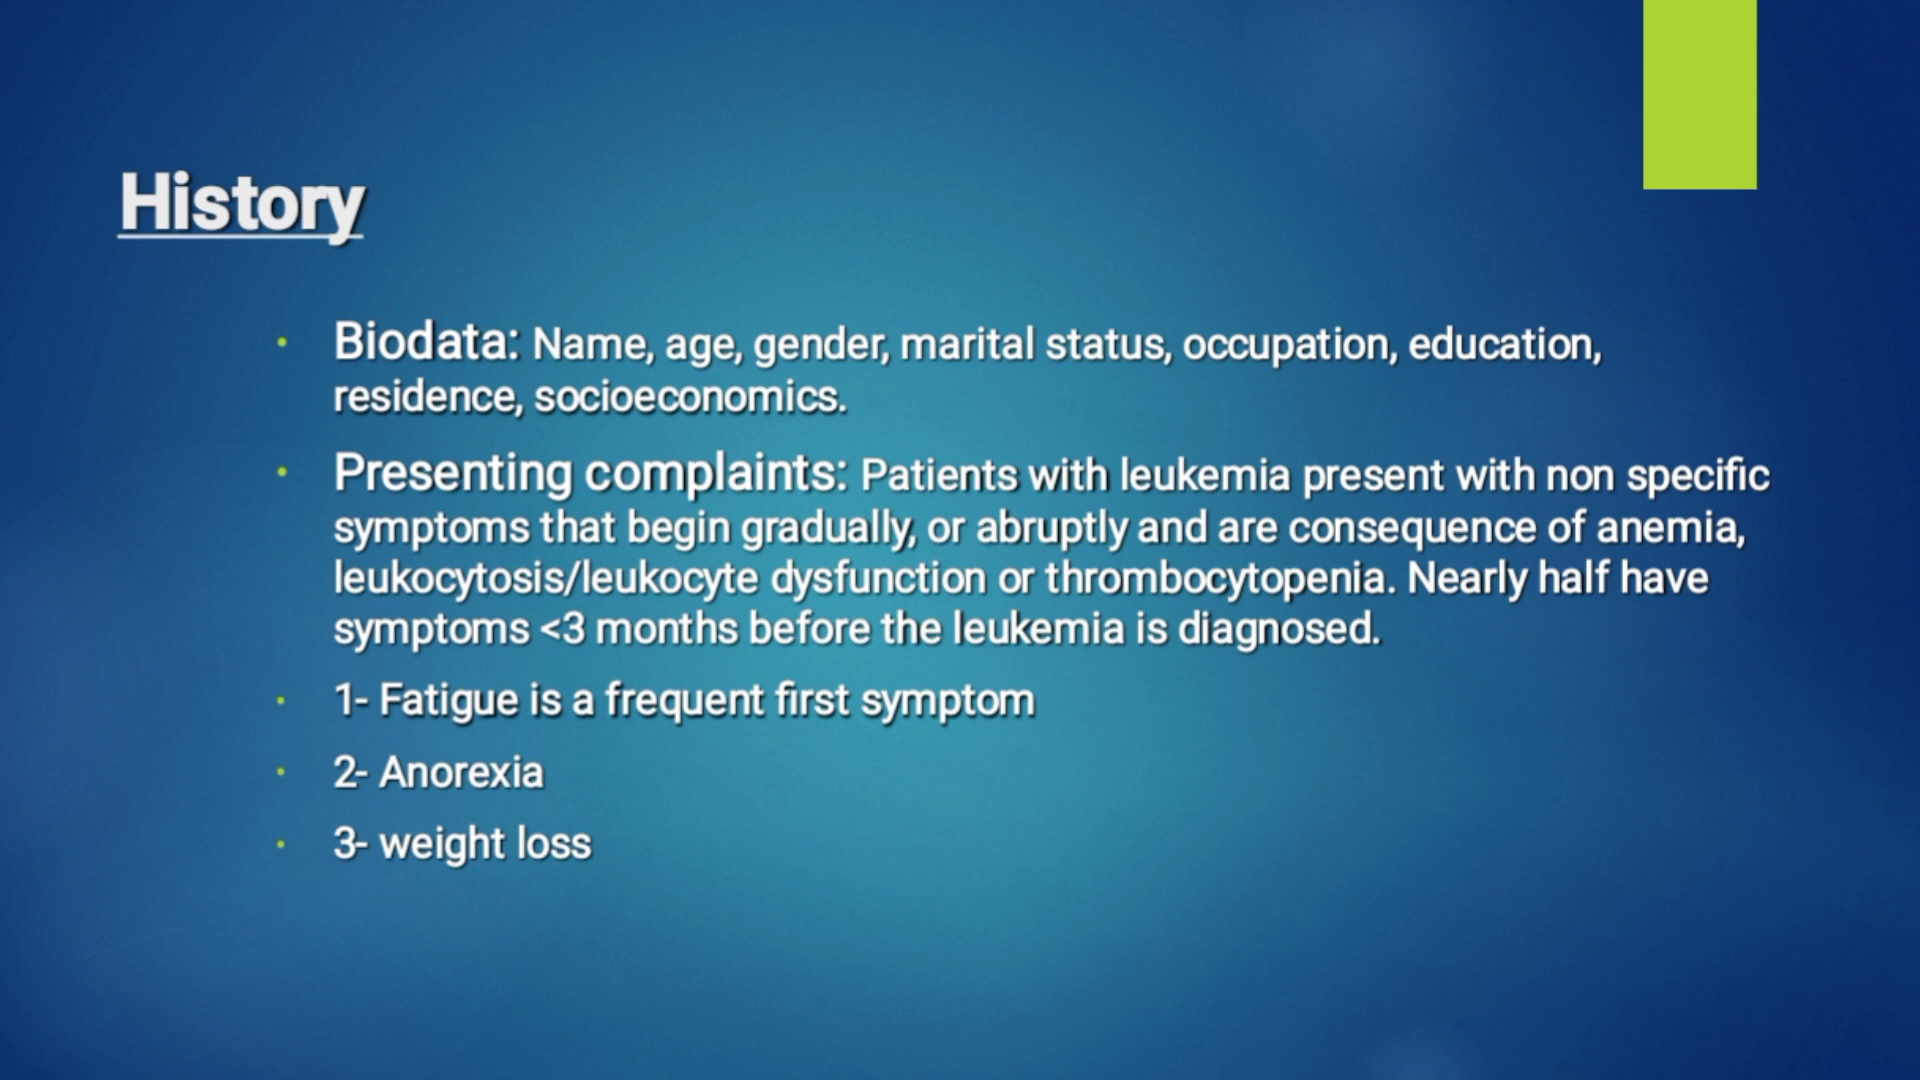 History
• Biodata: Name, age, gender, marital status, occupation, education,
residence, socioeconomics.
• Presenting complaints: Patients with leukemia present with non specific
symptoms that begin gradually, or abruptly and are consequence of anemia,
leukocytosis/leukocyte dysfunction or thrombocytopenia. Nearly half have
symptoms <3 months before the leukemia is diagnosed.
• 1- Fatigue is a frequent first symptom
• 2- Anorexia
• 3- weight loss